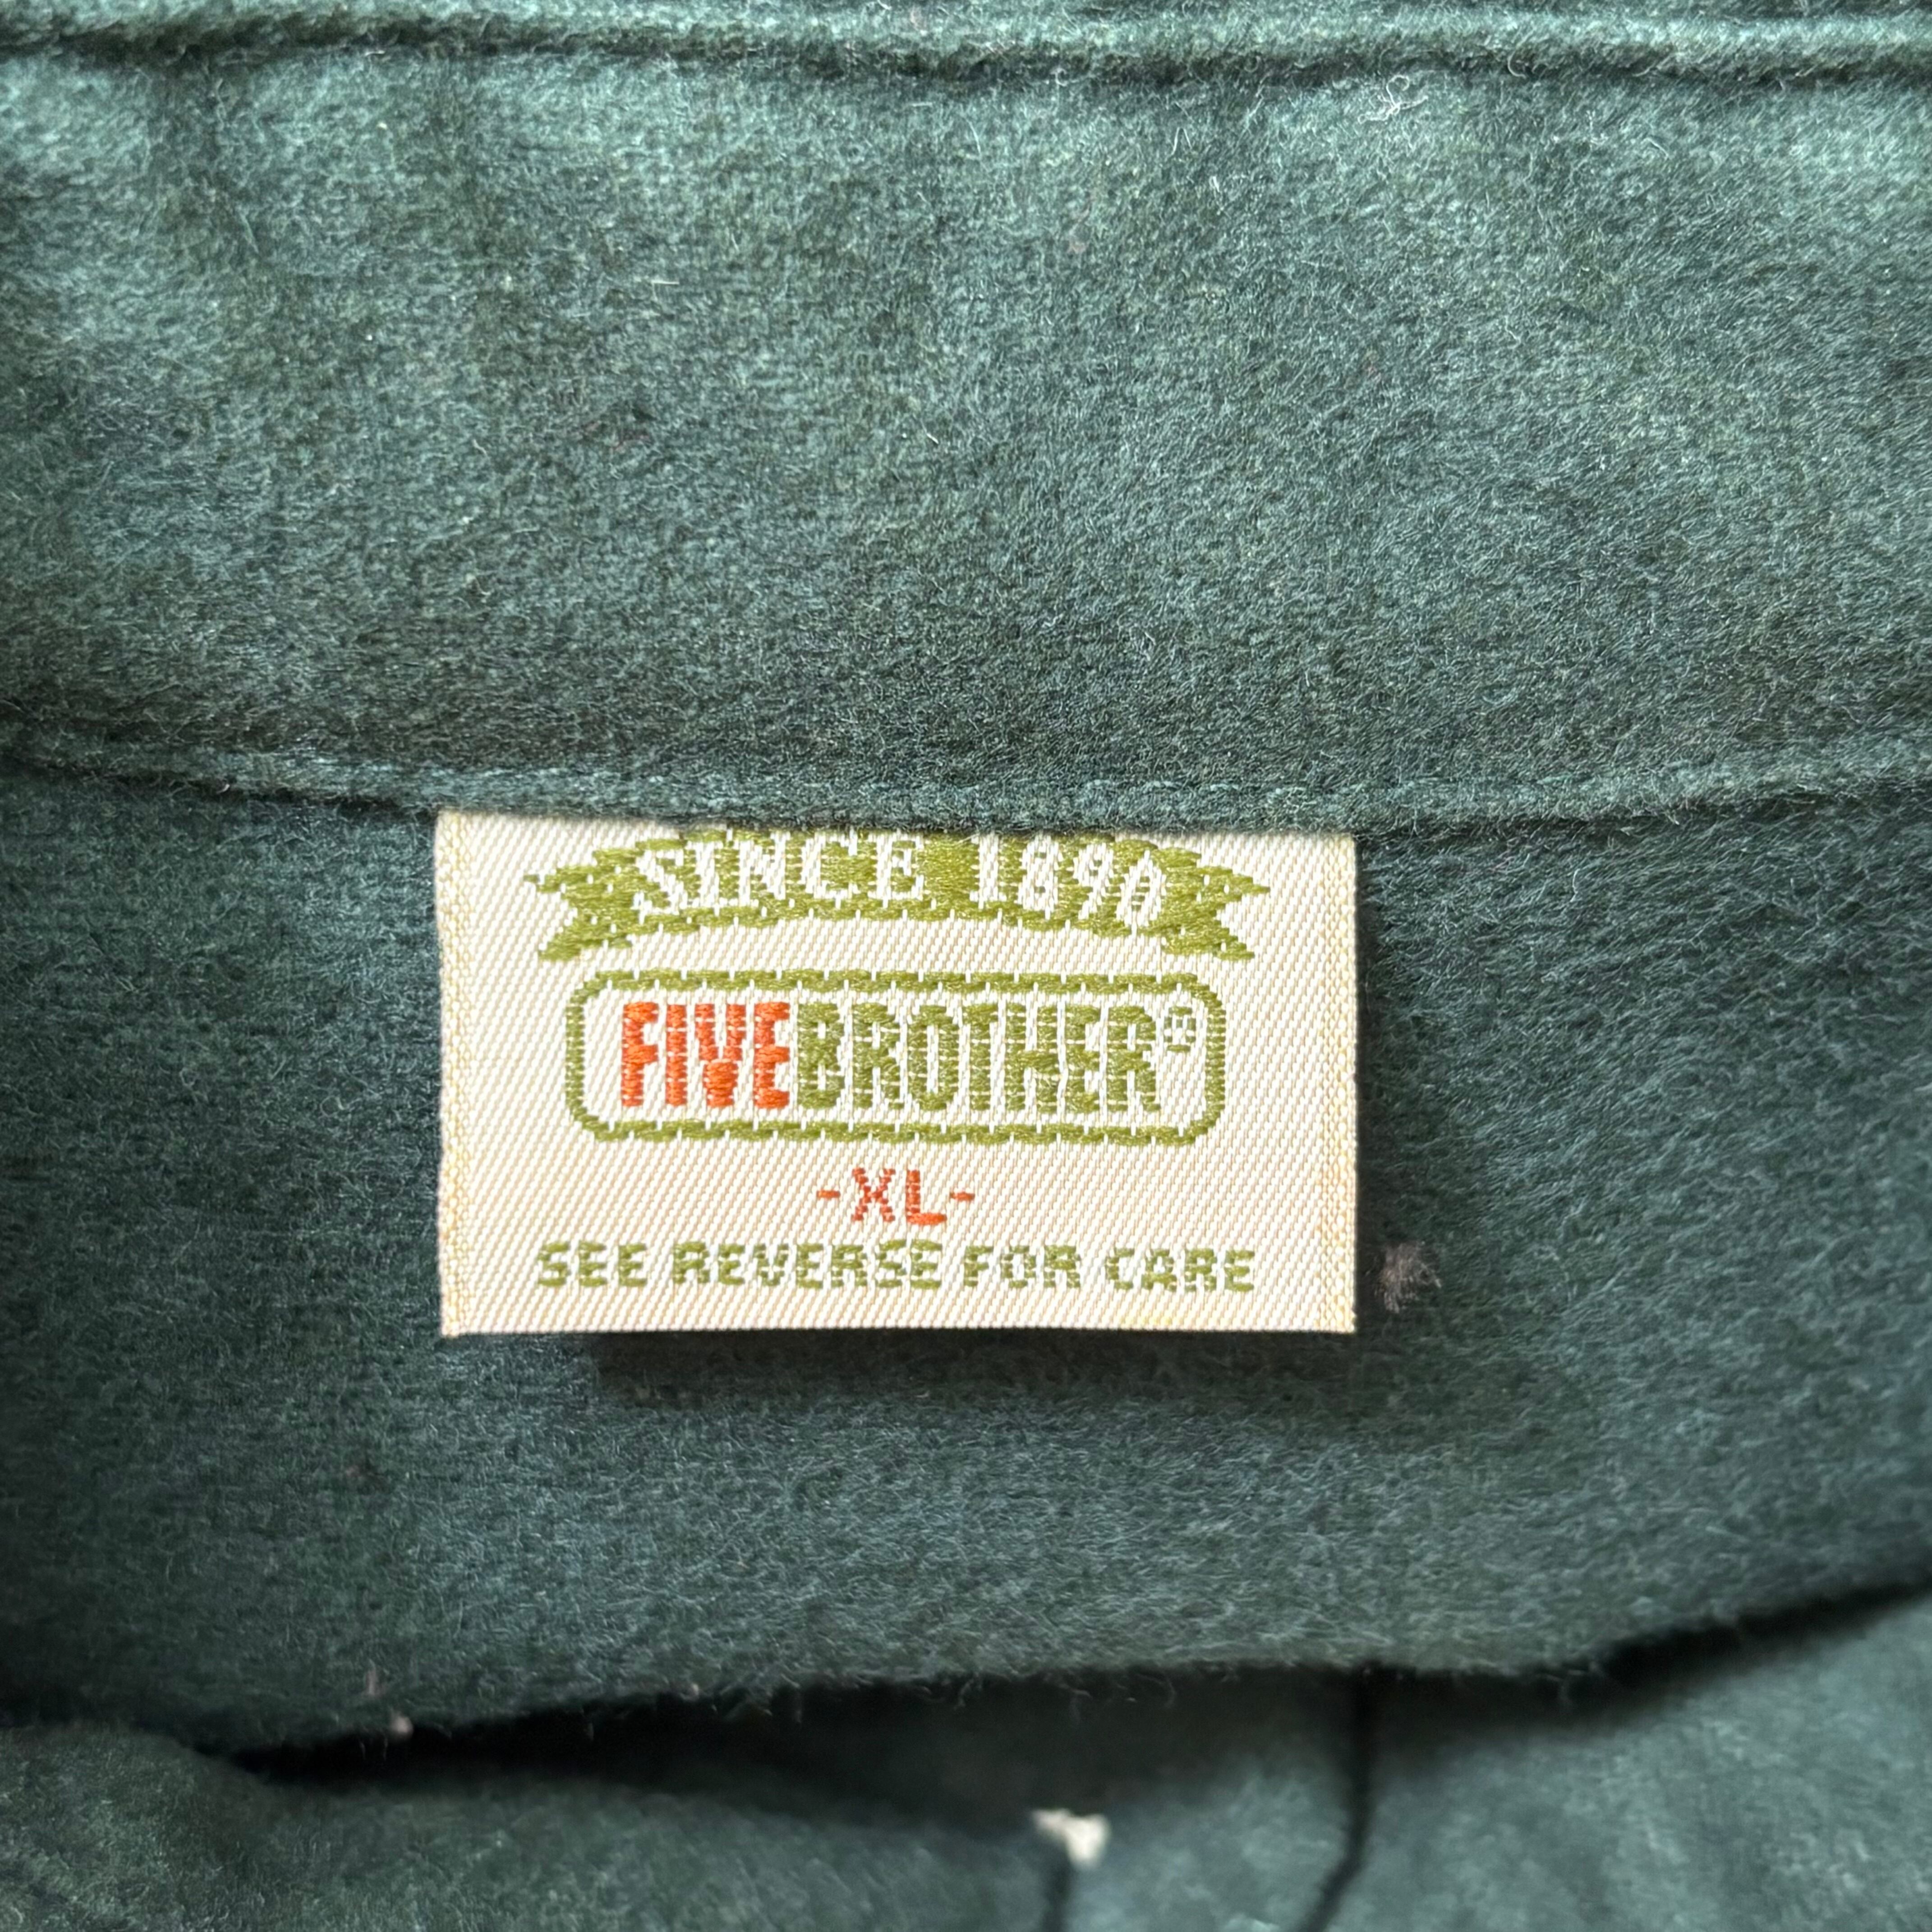 SINCE 1890
FIVEBROTHER®
-XL-
SEE REVERSE FOR CARE